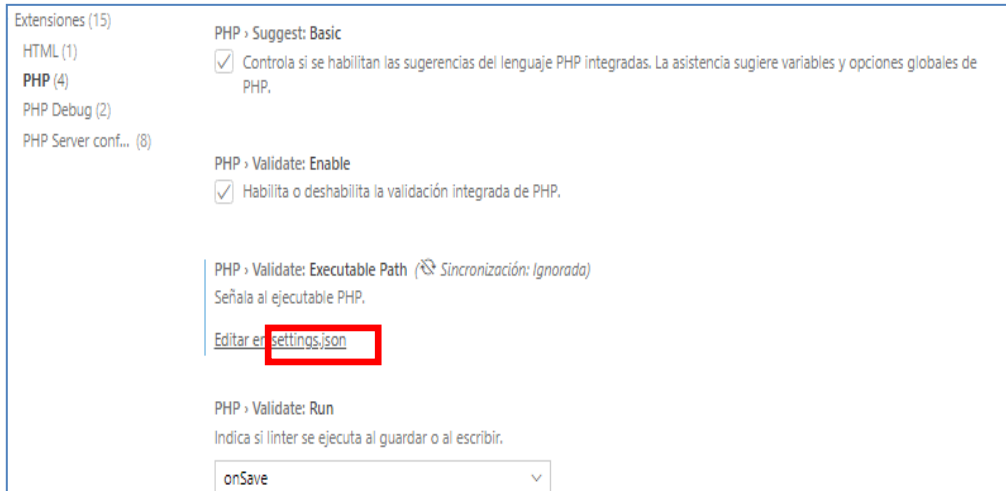 Extensiones (15)
HTML (1)
PHP (4)
PHP Debug (2)
PHP Server conf... (8)
PHP › Suggest: Basic
Controla si se habilitan las sugerencias del lenguaje PHP integradas. La asistencia sugiere variables y opciones globales de
PHP.
PHP › Validate: Enable
Habilita o deshabilita la validación integrada de PHP.
PHP › Validate: Executable Path (Sincronización: Ignorada)
Señala al ejecutable PHP.
Editar en settings.json
PHP › Validate: Run
Indica si linter se ejecuta al guardar o al escribir.
onSave